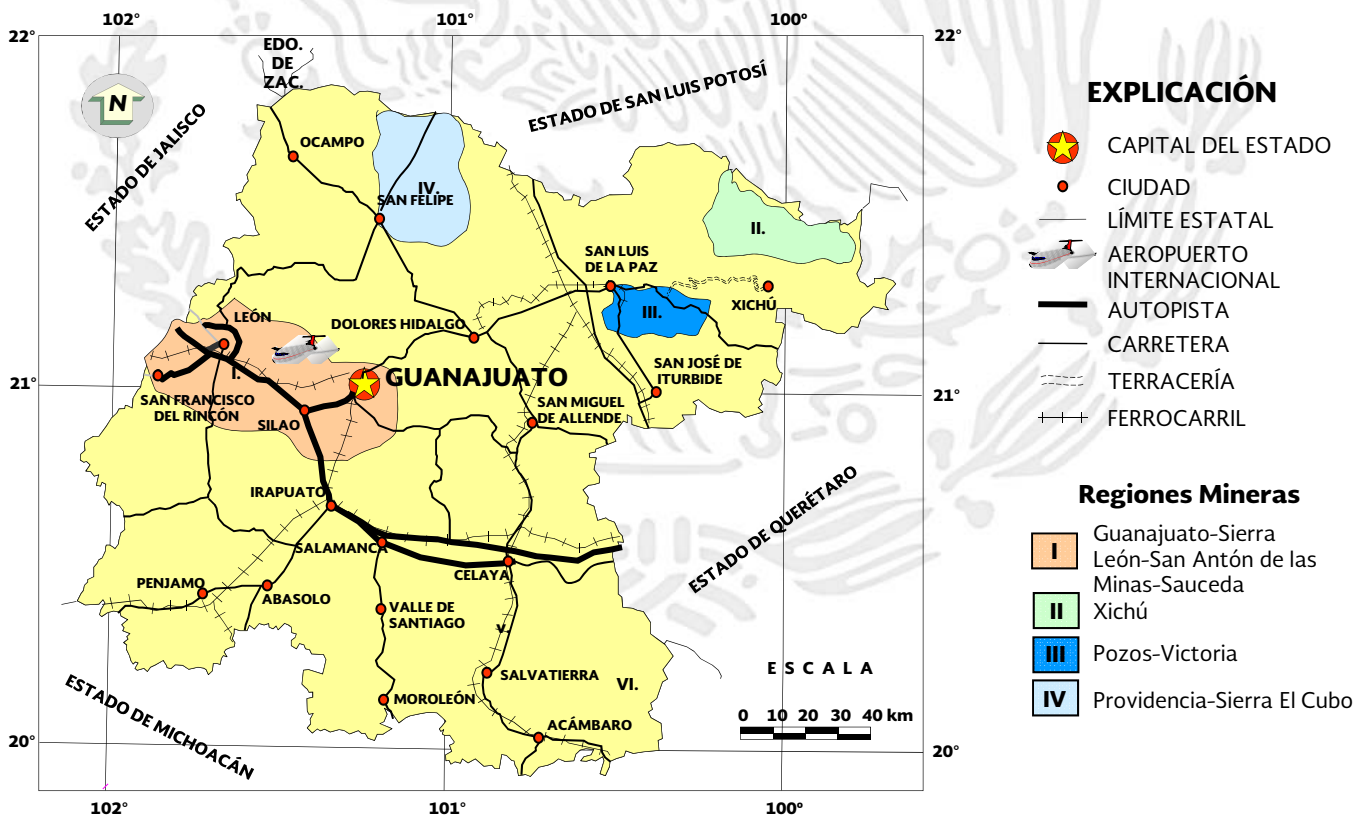 102°
101°
100°
22°
22°
EDO.
DE
ZAC.
N
ESTADO DE JALISCO
ESTADO DE SAN LUIS POTOSÍ
OCAMPO
IV.
SAN FELIPE
II.
SAN LUIS
DE LA PAZ
XICHÚ
III.
LEÓN
DOLORES HIDALGO
SAN JOSÉ DE
ITURBIDE
I.
21°
21°
GUANAJUATO
SAN FRANCISCO
DEL RINCÓN
SILAO
SAN MIGUEL
DE ALLENDE
IRAPUATO
SALAMANCA
ESTADO DE QUERÉTARO
CELAYA
PENJAMO
ABASOLO
VALLE DE
SANTIAGO
V.
SALVATIERRA
VI.
MOROLEÓN
ACÁMBARO
ESTADO DE MICHOACÁN
20°
20°
E S C A L A
0 10 20 30 40 km
102°
101°
100°
EXPLICACIÓN
CAPITAL DEL ESTADO
CIUDAD
LÍMITE ESTATAL
AEROPUERTO
INTERNACIONAL
AUTOPISTA
CARRETERA
TERRACERÍA
FERROCARRIL
Regiones Mineras
I
Guanajuato-Sierra
León-San Antón de las
Minas-Sauceda
II Xichú
III Pozos-Victoria
IV Providencia-Sierra El Cubo